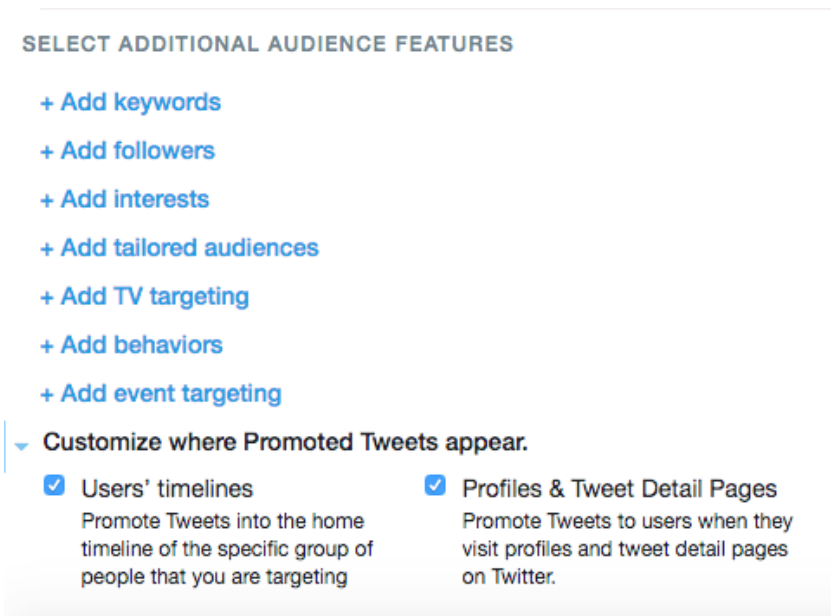 SELECT ADDITIONAL AUDIENCE FEATURES
+ Add keywords
+ Add followers
+ Add interests
+ Add tailored audiences
+ Add TV targeting
+ Add behaviors
+ Add event targeting
Customize where Promoted Tweets appear.
Users' timelines
Promote Tweets into the home
timeline of the specific group of
people that you are targeting
Profiles & Tweet Detail Pages
Promote Tweets to users when they
visit profiles and tweet detail pages
on Twitter.